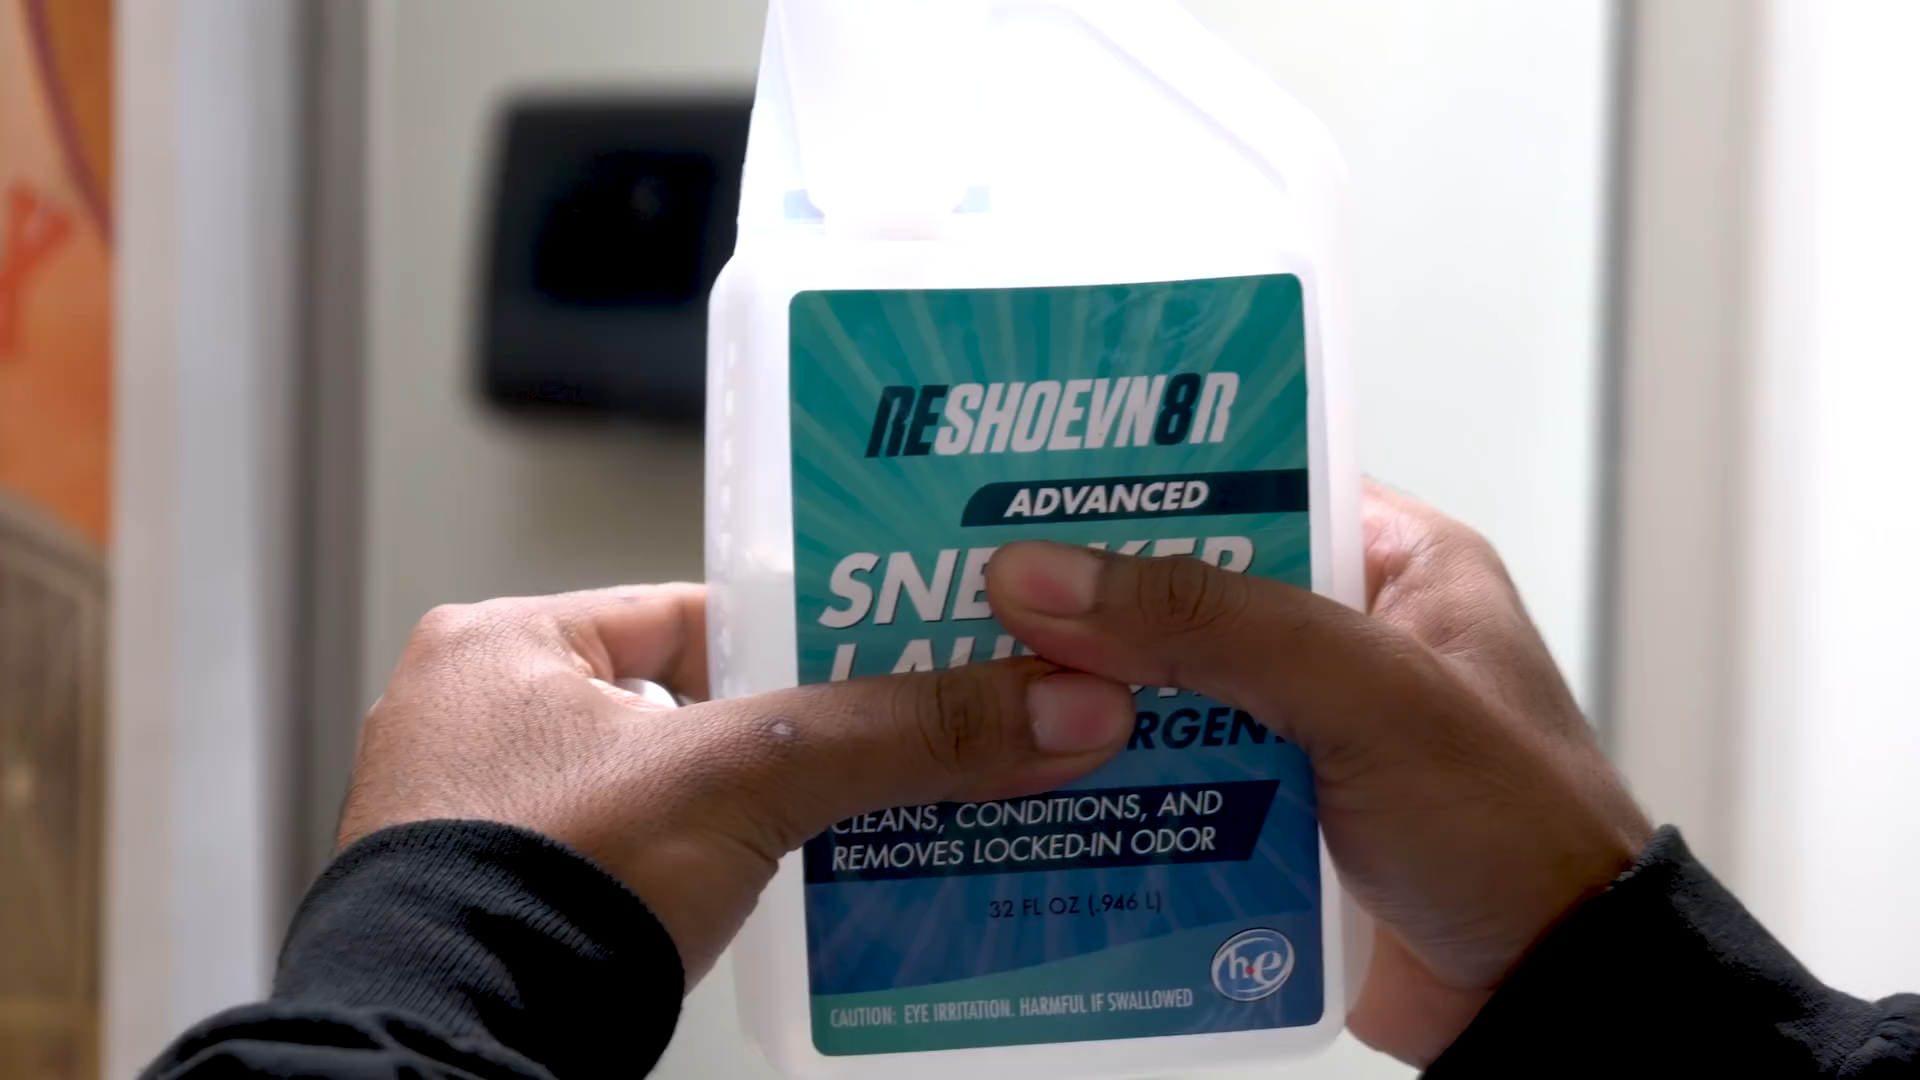 RESHOEVN8R
ADVANCED
CLEANS, CONDITIONS, AND
REMOVES LOCKED-IN ODOR
32 FL OZ (.946 L)
he
CAUTION: EYE IRRITATION. HARMFUL IF SWALLOWED
Y